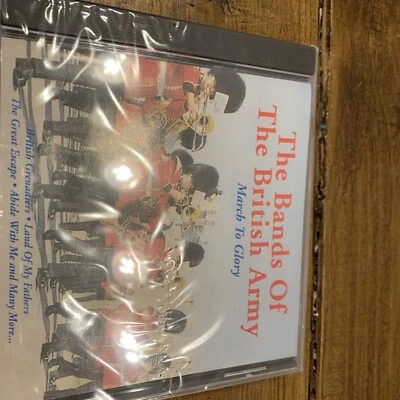 The Bands Of
The British Army
March To Glory
British Grenadiers • Land Of My Fathers
The Great Escape • Abide With Me and Many More...